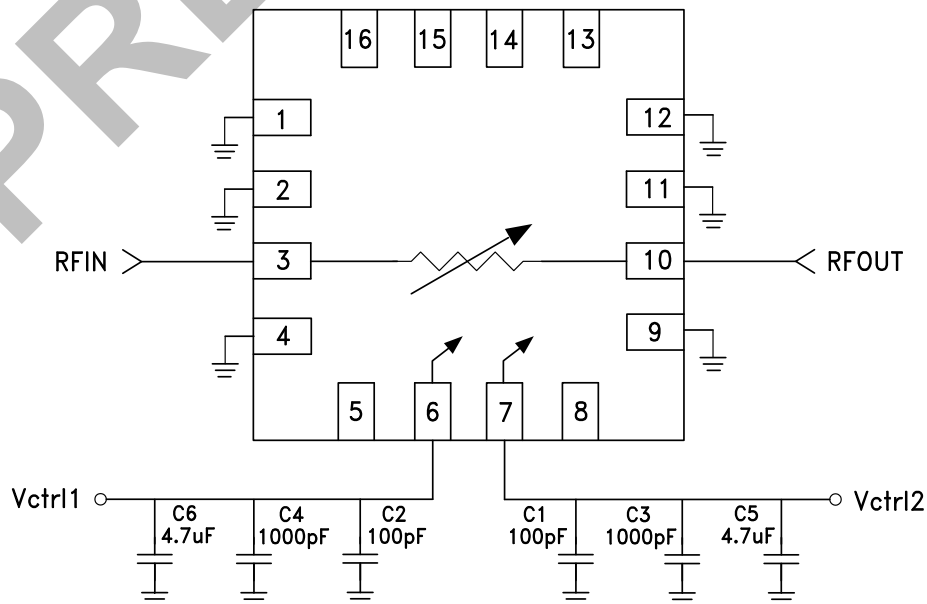 PRE
16 15 14 13
1 12
2 11
RFIN 3 10 RFOUT
4 9
5 6 7 8
Vctrl1 Vctrl2
C6 C4 C2 C1 C3 C5
4.7uF 1000pF 100pF 100pF 1000pF 4.7uF